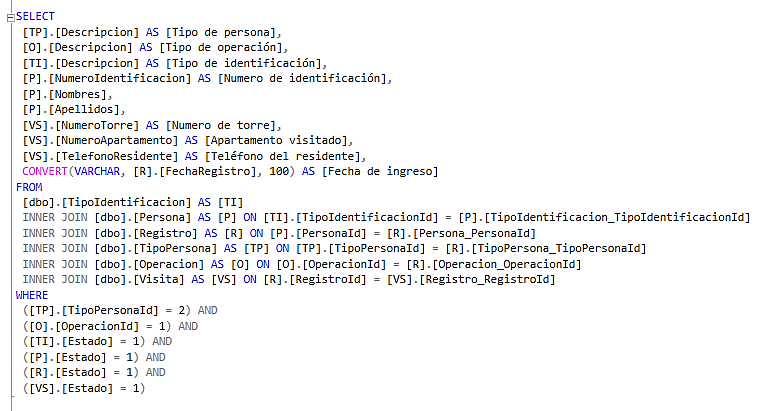 SELECT
[TP].[Descripcion] AS [Tipo de persona],
[O].[Descripcion] AS [Tipo de operación],
[TI].[Descripcion] AS [Tipo de identificación],
[P].[NumeroIdentificacion] AS [Numero de identificación],
[P].[Nombres],
[P].[Apellidos],
[VS].[NumeroTorre] AS [Numero de torre],
[VS].[NumeroApartamento] AS [Apartamento visitado],
[VS].[TelefonoResidente] AS [Teléfono del residente],
CONVERT(VARCHAR, [R].[FechaRegistro], 100) AS [Fecha de ingreso]
FROM
[dbo].[TipoIdentificacion] AS [TI]
INNER JOIN [dbo].[Persona] AS [P] ON [TI].[TipoIdentificacionId] = [P].[TipoIdentificacion_TipoIdentificacionId]
INNER JOIN [dbo].[Registro] AS [R] ON [P].[PersonaId] = [R].[Persona_PersonaId]
INNER JOIN [dbo].[TipoPersona] AS [TP] ON [TP].[TipoPersonaId] = [R].[TipoPersona_TipoPersonaId]
INNER JOIN [dbo].[Operacion] AS [O] ON [O].[OperacionId] = [R].[Operacion_OperacionId]
INNER JOIN [dbo].[Visita] AS [VS] ON [R].[RegistroId] = [VS].[Registro_RegistroId]
WHERE
([TP].[TipoPersonaId] = 2) AND
([O].[OperacionId] = 1) AND
([TI].[Estado] = 1) AND
([P].[Estado] = 1) AND
([R].[Estado] = 1) AND
([VS].[Estado] = 1)